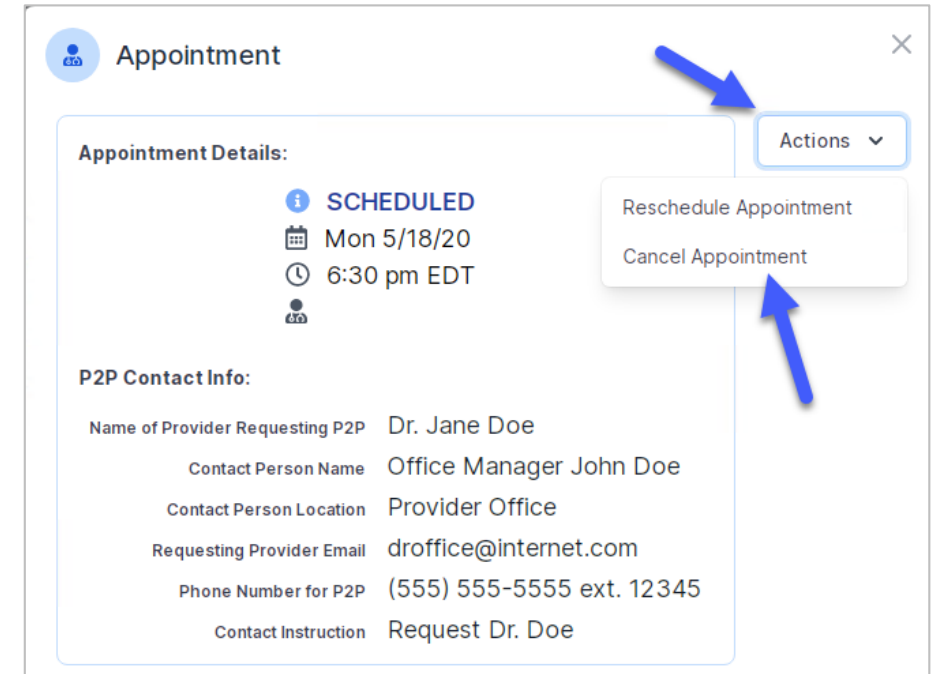 Appointment
Actions
Reschedule Appointment
Cancel Appointment
Appointment Details:
SCHEDULED
Mon 5/18/20
6:30 pm EDT
P2P Contact Info:
Name of Provider Requesting P2P Dr. Jane Doe
Contact Person Name Office Manager John Doe
Contact Person Location Provider Office
Requesting Provider Email droffice@internet.com
Phone Number for P2P (555) 555-5555 ext. 12345
Contact Instruction Request Dr. Doe